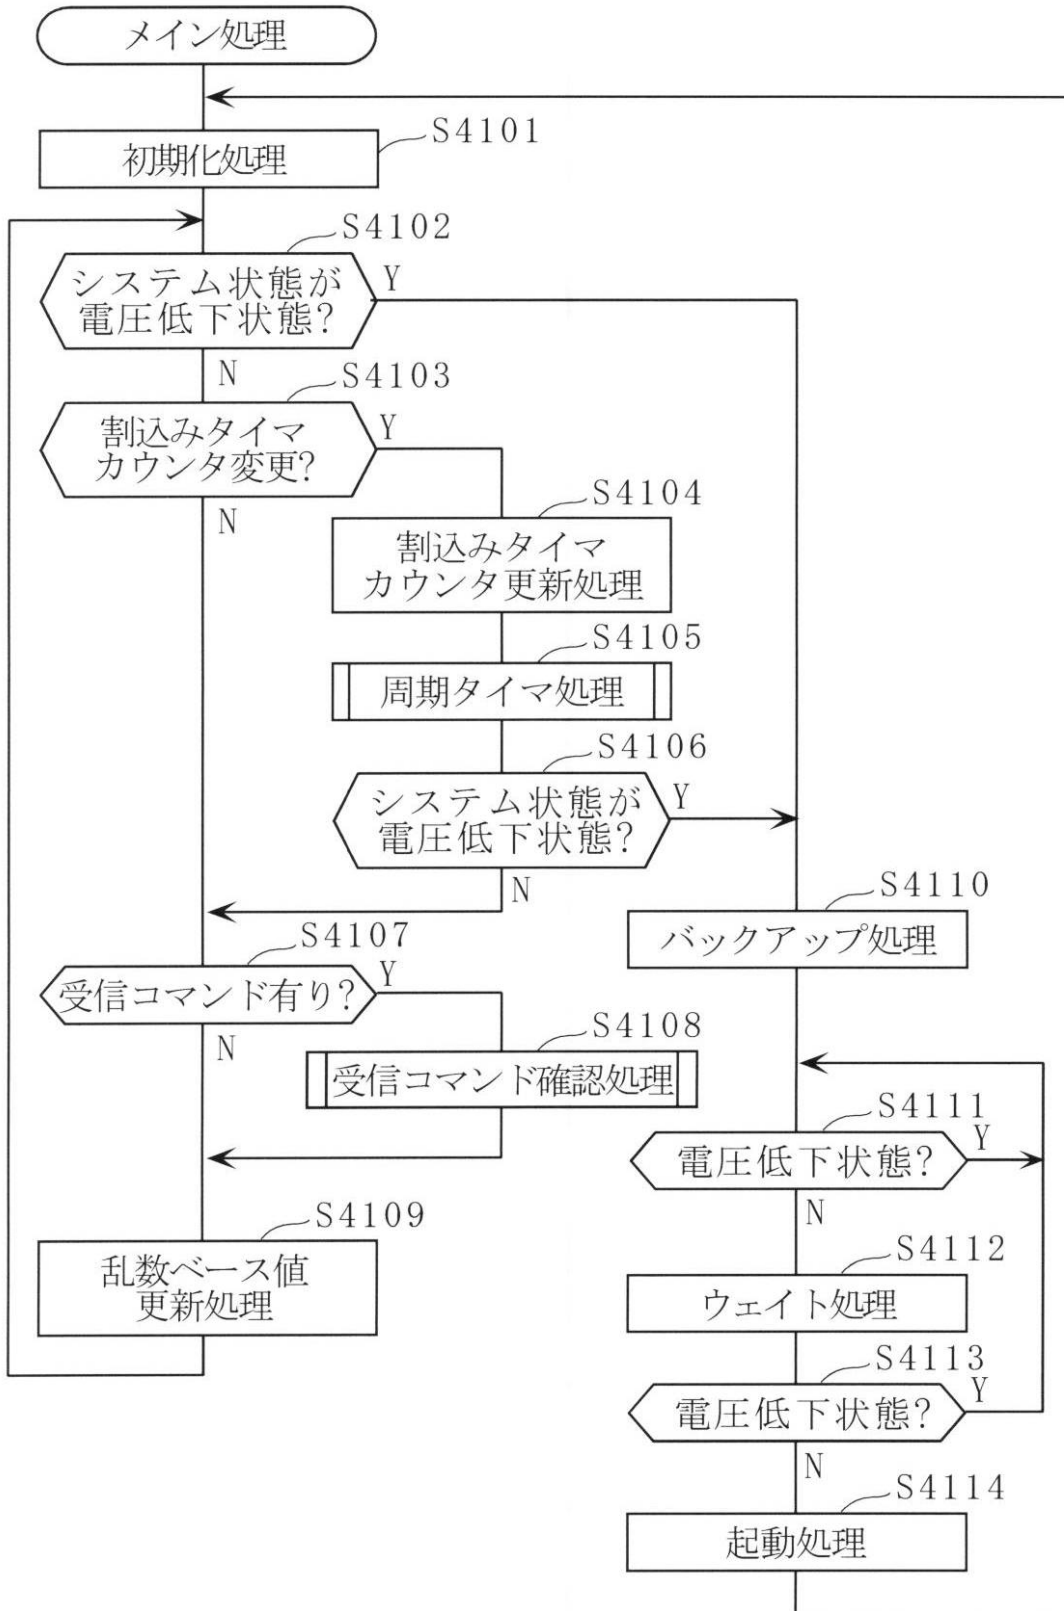 メイン処理
S4101
初期化処理
S4102
システム状態が
電圧低下状態?
Y
N
S4103
割込みタイマ
カウンタ変更?
Y
N
S4104
割込みタイマ
カウンタ更新処理
S4105
周期タイマ処理
S4106
システム状態が
電圧低下状態?
Y
N
S4107
受信コマンド有り?
Y
N
S4108
受信コマンド確認処理
S4109
乱数ベース値
更新処理
S4110
バックアップ処理
S4111
電圧低下状態?
Y
N
S4112
ウェイト処理
S4113
電圧低下状態?
Y
N
S4114
起動処理